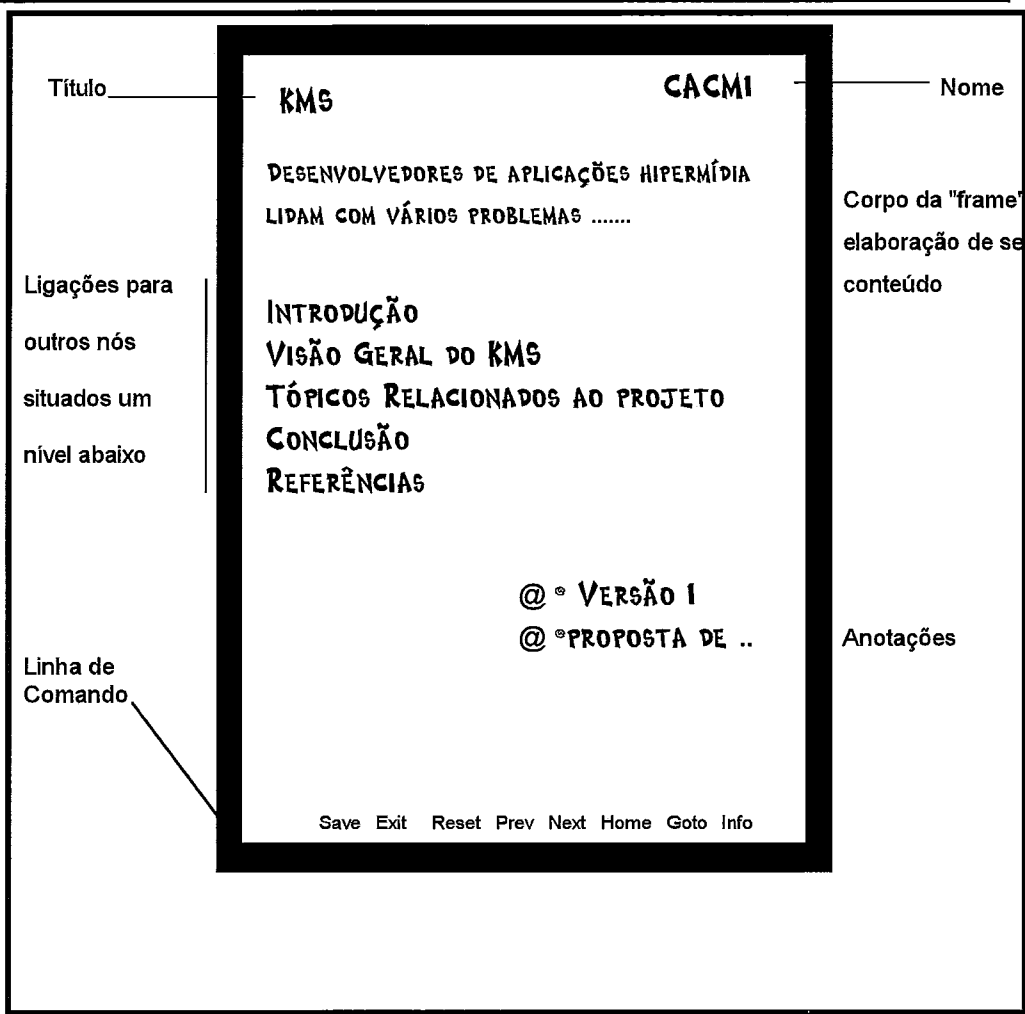 Título
KMS
CACM1
Nome
DESENVOLVEDORES DE APLICAÇÕES HIPERMÍDIA
LIDAM COM VÁRIOS PROBLEMAS .......
Corpo da "frame"
elaboração de se
conteúdo
Ligações para
outros nós
situados um
nível abaixo
INTRODUÇÃO
VISÃO GERAL DO KMS
TÓPICOS RELACIONADOS AO PROJETO
CONCLUSÃO
REFERÊNCIAS
@ ° VERSÃO 1
@ °PROPOSTA DE ..
Anotações
Linha de
Comando
Save Exit Reset Prev Next Home Goto Info